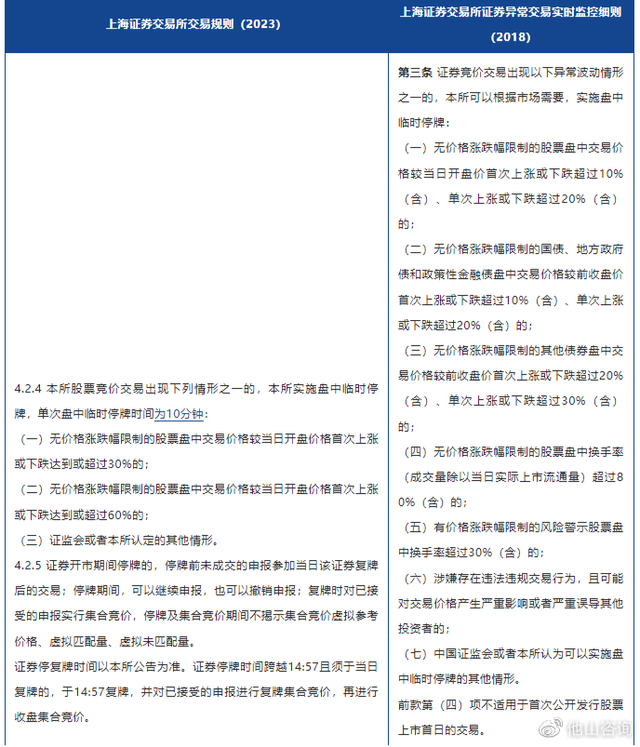 上海证券交易所交易规则（2023）
上海证券交易所证券异常交易实时监控细则
（2018）
4.2.4 本所股票竞价交易出现下列情形之一的，本所实施盘中临时停
牌，单次盘中临时停牌时间为10分钟：
（一）无价格涨跌幅限制的股票盘中交易价格较当日开盘价格首次上涨
或下跌达到或超过30%的；
（二）无价格涨跌幅限制的股票盘中交易价格较当日开盘价格首次上涨
或下跌达到或超过60%的；
（三）证监会或者本所认定的其他情形。
4.2.5 证券开市期间停牌的，停牌前未成交的申报参加当日该证券复牌
后的交易；停牌期间，可以继续申报，也可以撤销申报；复牌时对已接
受的申报实行集合竞价，停牌及集合竞价期间不揭示集合竞价虚拟参考
价格、虚拟匹配量、虚拟未匹配量。
证券停复牌时间以本所公告为准。证券停牌时间跨越14:57且须于当日
复牌的，于14:57复牌，并对已接受的申报进行复牌集合竞价，再进行
收盘集合竞价。
第三条 证券竞价交易出现以下异常波动情形
之一的，本所可以根据市场需要，实施盘中
临时停牌：
（一）无价格涨跌幅限制的股票盘中交易价
格较当日开盘价首次上涨或下跌超过10%
（含）、单次上涨或下跌超过20%（含）
的；
（二）无价格涨跌幅限制的国债、地方政府
债和政策性金融债盘中交易价格较前收盘价
首次上涨或下跌超过10%（含）、单次上涨
或下跌超过20%（含）的；
（三）无价格涨跌幅限制的其他债券盘中交
易价格较前收盘价首次上涨或下跌超过20%
（含）、单次上涨或下跌超过30%（含）
的；
（四）无价格涨跌幅限制的股票盘中换手率
（成交量除以当日实际上市流通量）超过8
0%（含）的；
（五）有价格涨跌幅限制的风险警示股票盘
中换手率超过30%（含）的；
（六）涉嫌存在违法违规交易行为，且可能
对交易价格产生严重影响或者严重误导其他
投资者的；
（七）中国证监会或者本所认为可以实施盘
中临时停牌的其他情形。
前款第（四）项不适用于首次公开发行股票
上市首日的交易。
@他山咨询